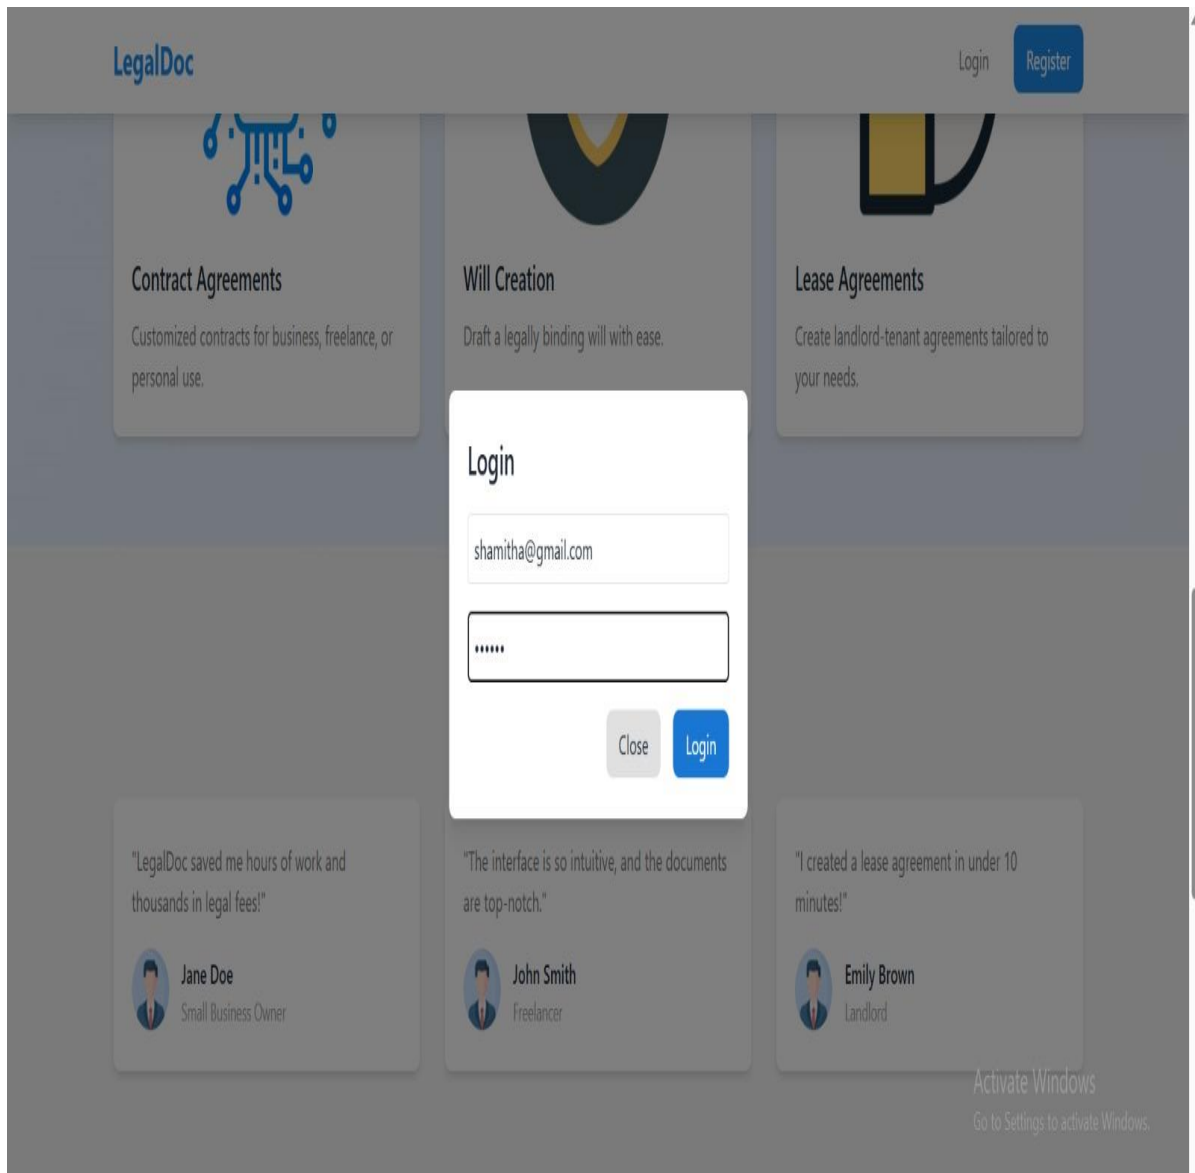 LegalDoc
Login
Register
Contract Agreements
Customized contracts for business, freelance, or
personal use.
Will Creation
Draft a legally binding will with ease.
Lease Agreements
Create landlord-tenant agreements tailored to
your needs.
Login
shamitha@gmail.com
••••••
Close
Login
"LegalDoc saved me hours of work and
thousands in legal fees!"
Jane Doe
Small Business Owner
"The interface is so intuitive, and the documents
are top-notch."
John Smith
Freelancer
"I created a lease agreement in under 10
minutes!"
Emily Brown
Landlord
Activate Windows
Go to Settings to activate Windows.